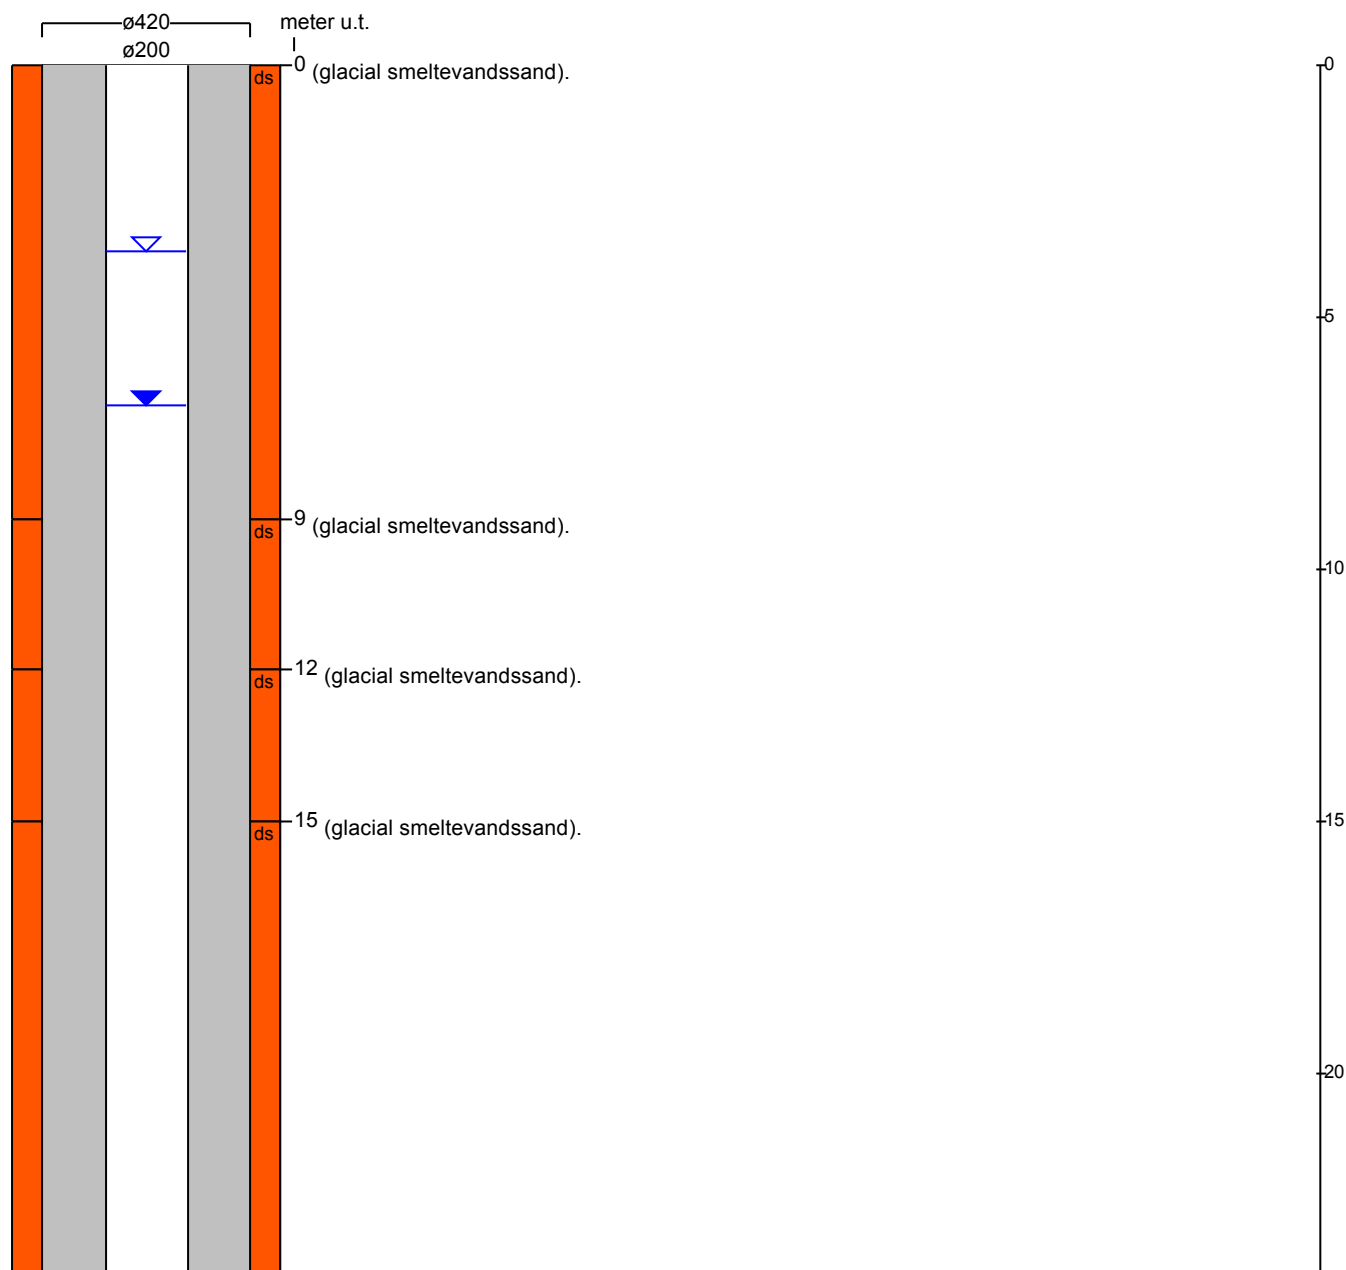 ø420 meter u.t.
ø200
0 (glacial smeltevandssand). 0
ds
5
9 (glacial smeltevandssand).
ds
10
12 (glacial smeltevandssand).
ds
15 (glacial smeltevandssand). 15
ds
20